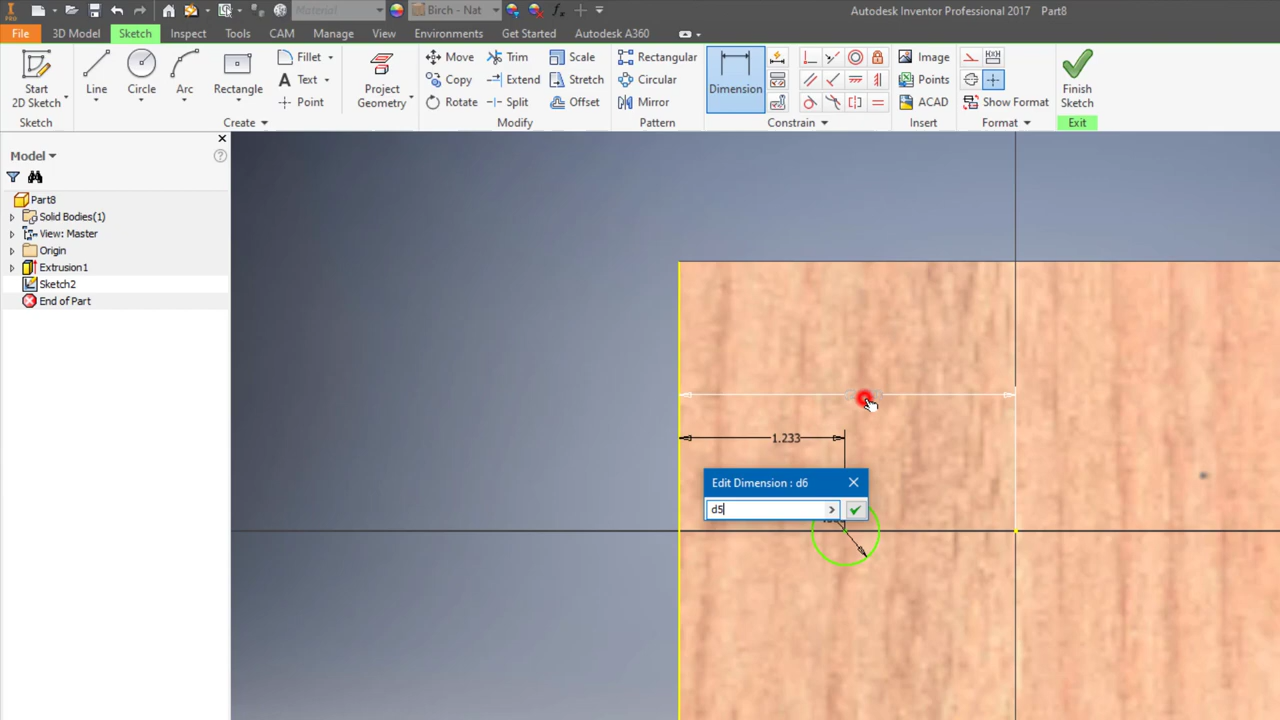 PRO
Material
Birch - Nat
Autodesk Inventor Professional 2017 Part8
File 3D Model Sketch Inspect Tools CAM Manage View Environments Get Started Autodesk A360
Start
2D Sketch
Line
Circle
Arc
Rectangle
Fillet
Text
Point
Project
Geometry
Move Trim Scale
Copy Extend Stretch
Rotate Split Offset
Rectangular
Circular
Mirror
Dimension
Image
Points
ACAD
Show Format
Finish
Sketch
Sketch Create Modify Pattern Constrain Insert Format Exit
Model
Part8
Solid Bodies(1)
View: Master
Origin
Extrusion1
Sketch2
End of Part
1.233
Edit Dimension : d6
d5